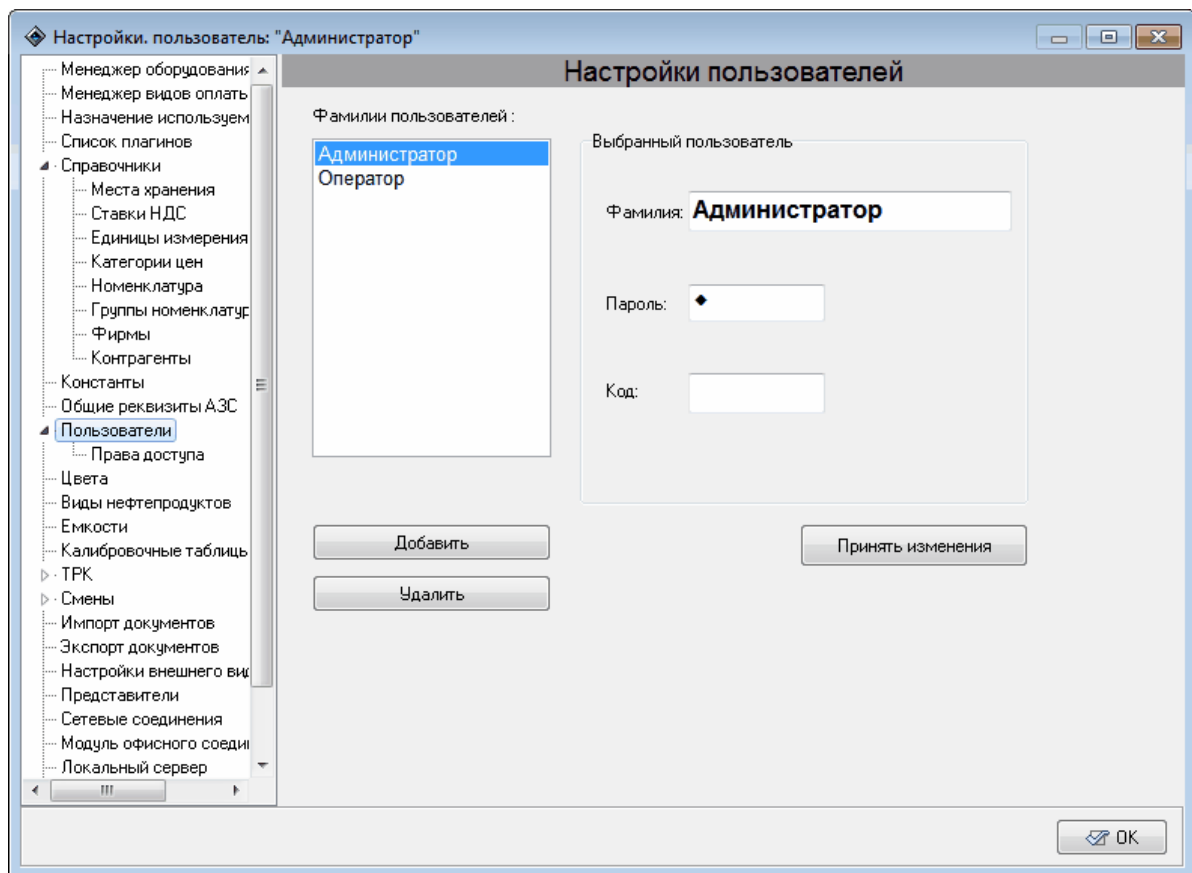 Настройки. пользователь: "Администратор"
Менеджер оборудования
Менеджер видов оплать
Назначение используем
Список плагинов
Справочники
Места хранения
Ставки НДС
Единицы измерения
Категории цен
Номенклатура
Группы номенклатур
Фирмы
Контрагенты
Константы
Общие реквизиты АЗС
Пользователи
Права доступа
Цвета
Виды нефтепродуктов
Емкости
Калибровочные таблиць
ТРК
Смены
Импорт документов
Экспорт документов
Настройки внешнего вид
Представители
Сетевые соединения
Модуль офисного соеди
Локальный сервер
Настройки пользователей
Фамилии пользователей :
Администратор
Оператор
Выбранный пользователь
Фамилия: Администратор
Пароль:
Код:
Добавить
Принять изменения
Удалить
OK